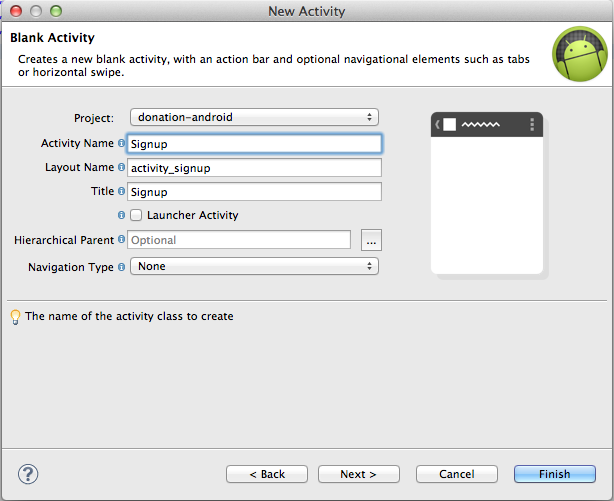 New Activity
Blank Activity
Creates a new blank activity, with an action bar and optional navigational elements such as tabs
or horizontal swipe.
Project: donation-android
Activity Name Signup
Layout Name activity_signup
Title Signup
Launcher Activity
Hierarchical Parent Optional ...
Navigation Type None
The name of the activity class to create
? < Back Next > Cancel Finish